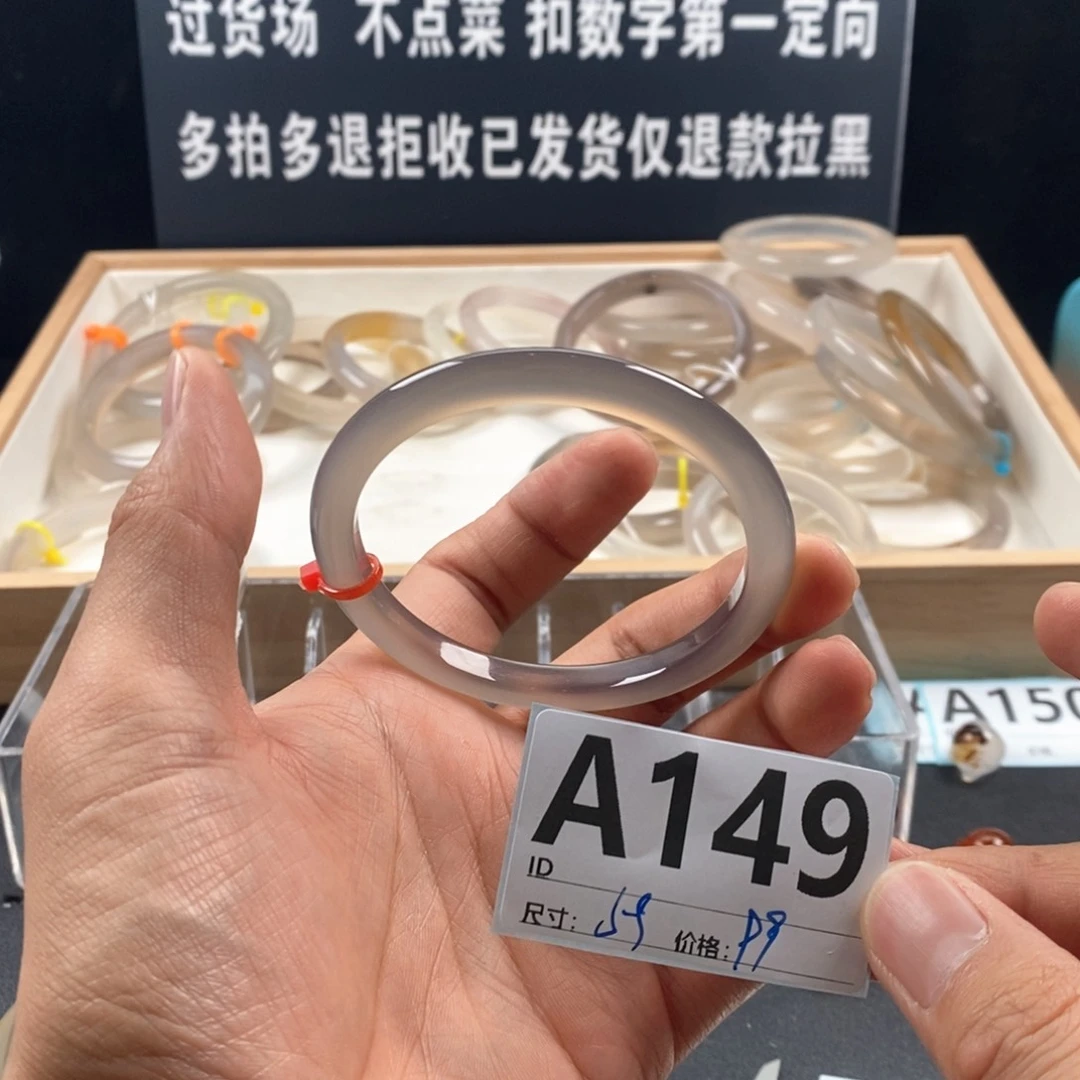 过货场 不点菜 扣数字第一定向
多拍多退拒收已发货仅退款拉黑
A150
A149
ID
尺寸: 59
价格: